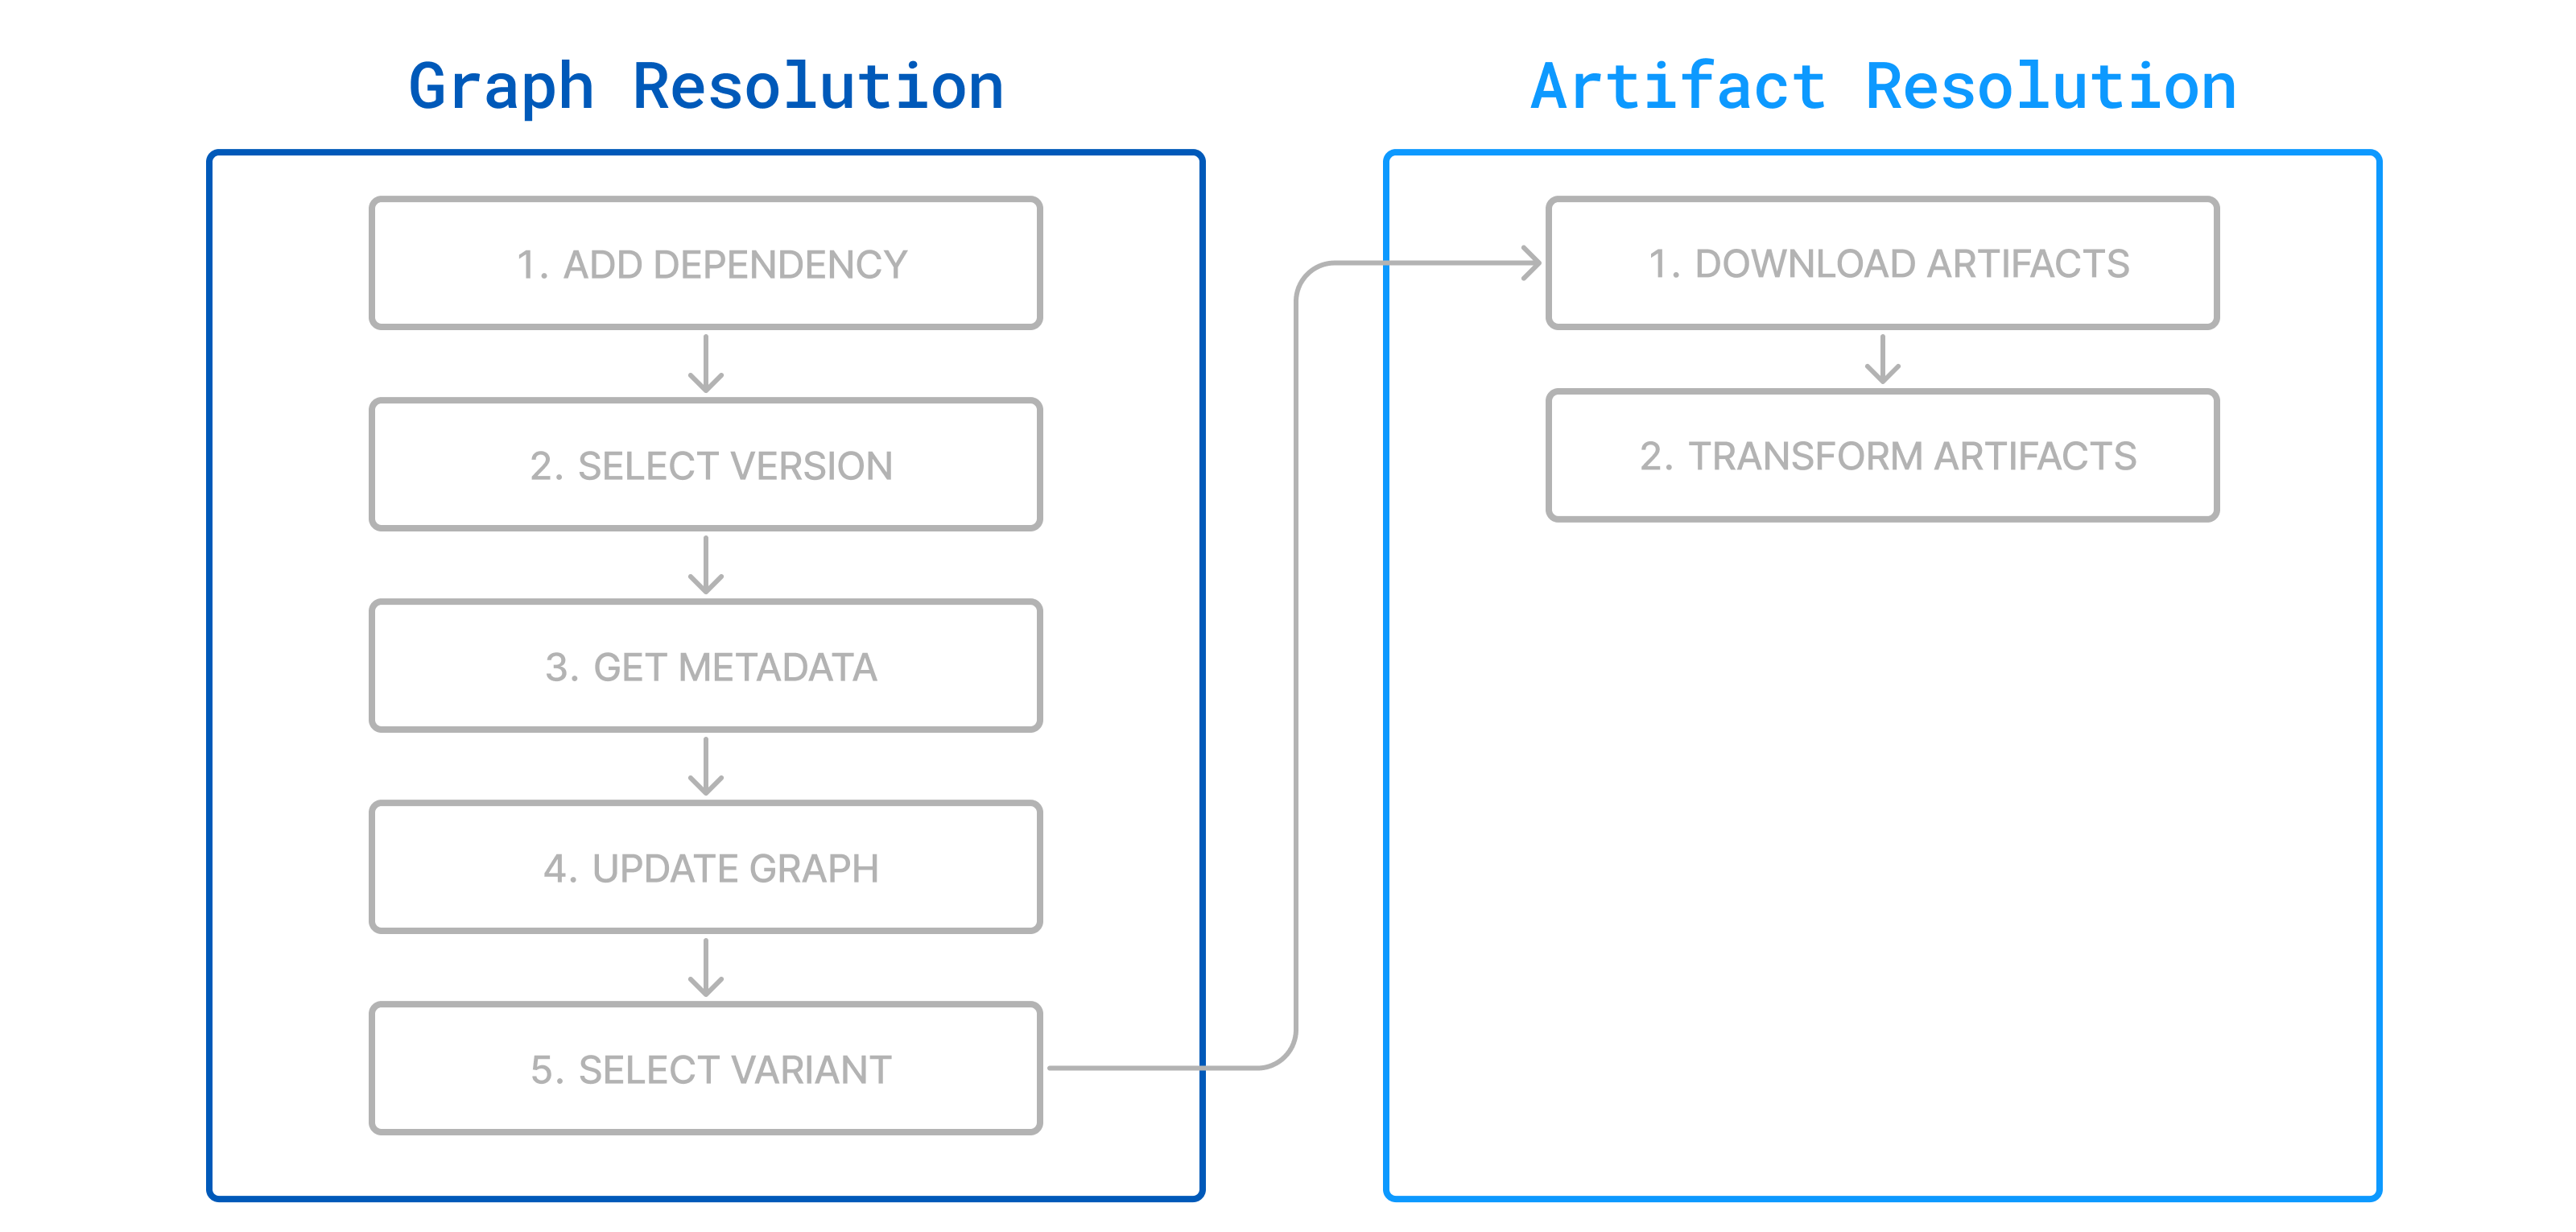 Graph Resolution
1. ADD DEPENDENCY
2. SELECT VERSION
3. GET METADATA
4. UPDATE GRAPH
5. SELECT VARIANT
Artifact Resolution
1. DOWNLOAD ARTIFACTS
2. TRANSFORM ARTIFACTS